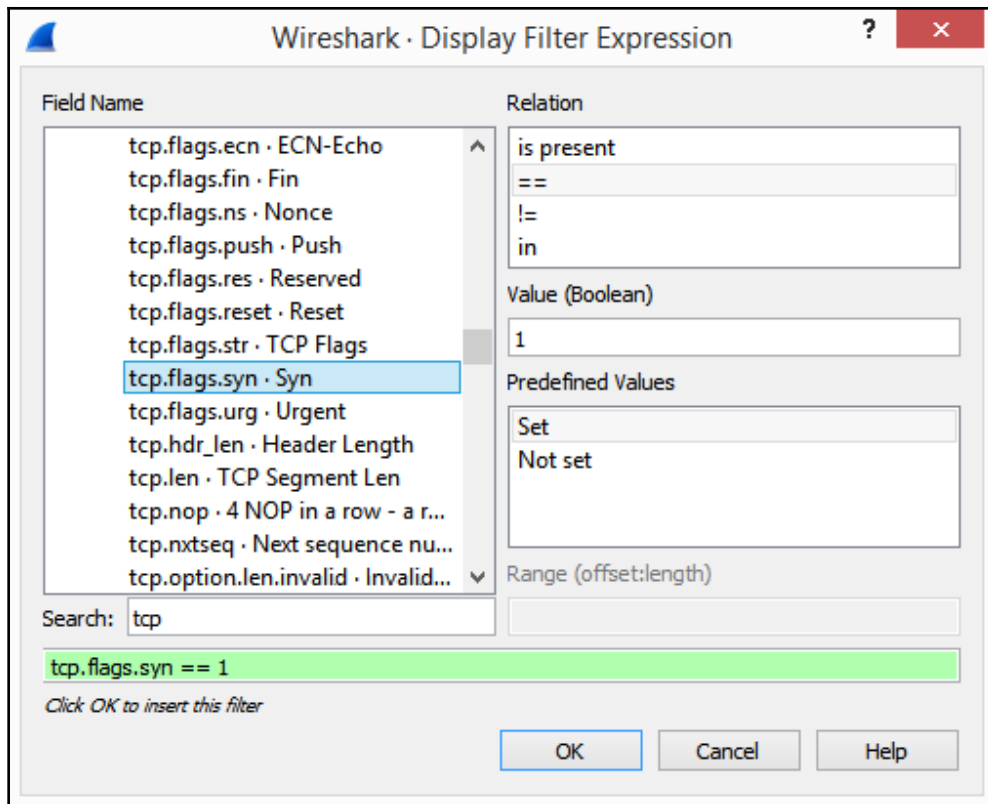 Wireshark · Display Filter Expression
?
×
Field Name
tcp.flags.ecn · ECN-Echo
tcp.flags.fin · Fin
tcp.flags.ns · Nonce
tcp.flags.push · Push
tcp.flags.res · Reserved
tcp.flags.reset · Reset
tcp.flags.str · TCP Flags
tcp.flags.syn · Syn
tcp.flags.urg · Urgent
tcp.hdr_len · Header Length
tcp.len · TCP Segment Len
tcp.nop · 4 NOP in a row - a r...
tcp.nxtseq · Next sequence nu...
tcp.option.len.invalid · Invalid...
Search: tcp
Relation
is present
==
!=
in
Value (Boolean)
1
Predefined Values
Set
Not set
Range (offset:length)
tcp.flags.syn == 1
Click OK to insert this filter
OK
Cancel
Help